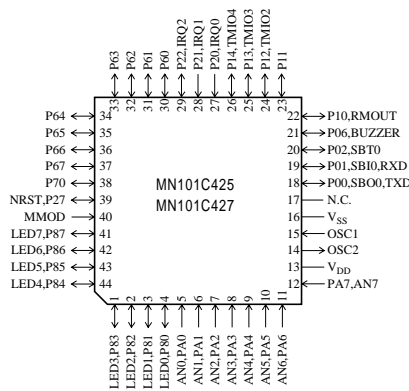 P63
P62
P61
P60
P22,IRQ2
P21,IRQ1
P20,IRQ0
P14,TMIO4
P13,TMIO3
P12,TMIO2
P11
33
32
31
30
29
28
27
26
25
24
23
P64 34
P65 35
P66 36
P67 37
P70 38
NRST,P27 39
MMOD 40
LED7,P87 41
LED6,P86 42
LED5,P85 43
LED4,P84 44
MN101C425
MN101C427
22 P10,RMOUT
21 P06,BUZZER
20 P02,SBT0
19 P01,SBI0,RXD
18 P00,SBO0,TXD
17 N.C.
16 VSS
15 OSC1
14 OSC2
13 VDD
12 PA7,AN7
1
2
3
4
5
6
7
8
9
10
11
LED3,P83
LED2,P82
LED1,P81
LED0,P80
AN0,PA0
AN1,PA1
AN2,PA2
AN3,PA3
AN4,PA4
AN5,PA5
AN6,PA6